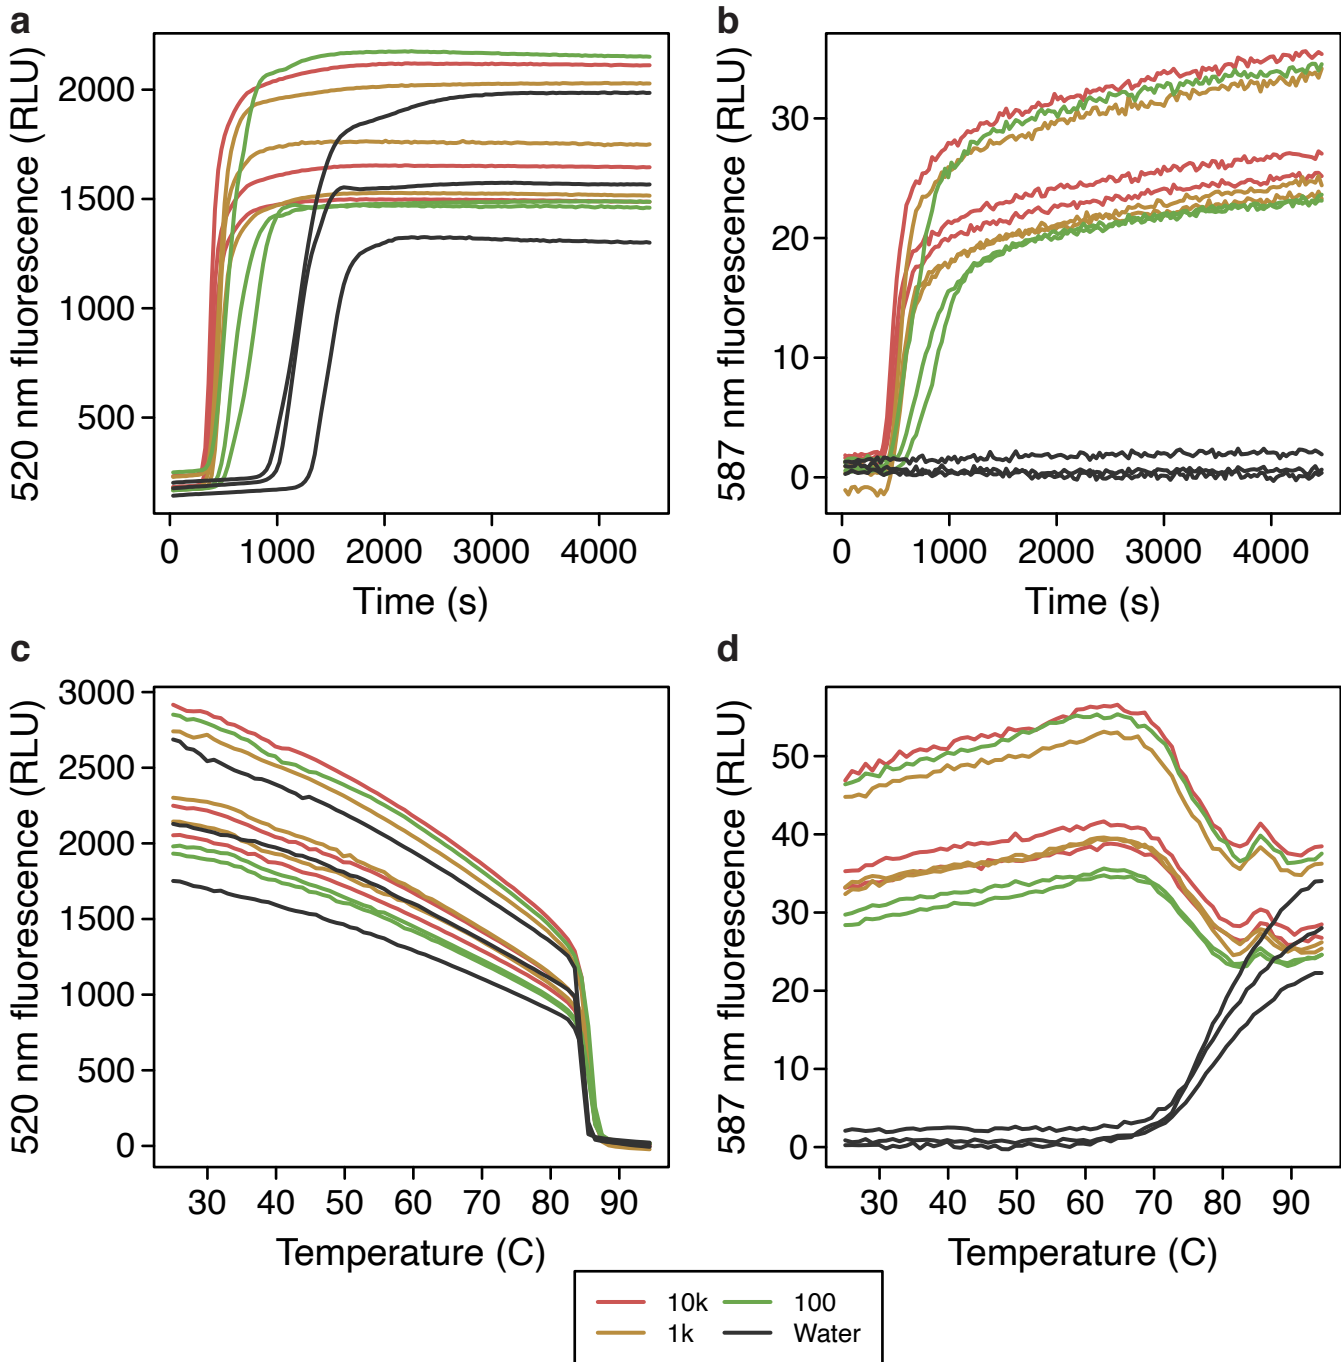 a
520 nm fluorescence (RLU)
2000
1500
1000
500
0 1000 2000 3000 4000
Time (s)
b
587 nm fluorescence (RLU)
30
20
10
0
0 1000 2000 3000 4000
Time (s)
c
520 nm fluorescence (RLU)
3000
2500
2000
1500
1000
500
0
30 40 50 60 70 80 90
Temperature (C)
d
587 nm fluorescence (RLU)
50
40
30
20
10
0
30 40 50 60 70 80 90
Temperature (C)
10k 100
1k Water